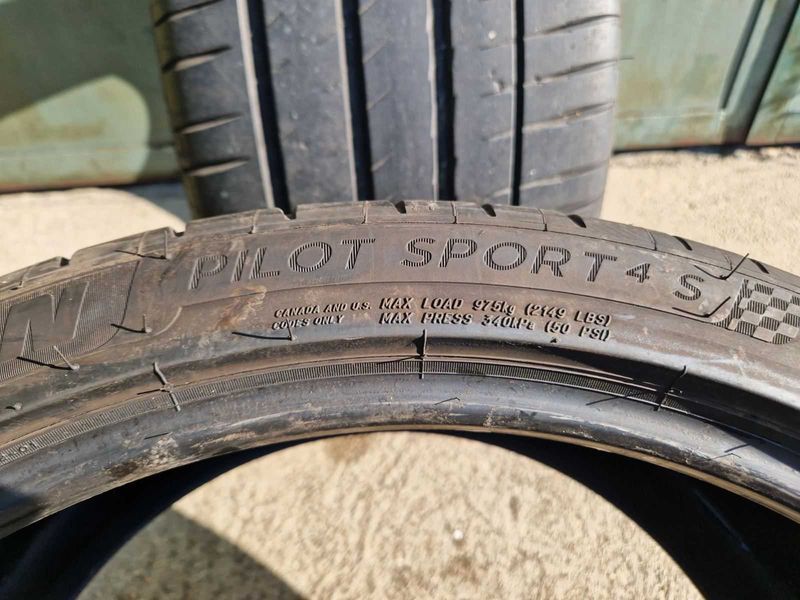 N PILOT SPORT 4 S
CANADA AND U.S. MAX LOAD 975kg (2149 LBS)
CODES ONLY MAX PRESS 340kPa (50 PSI)